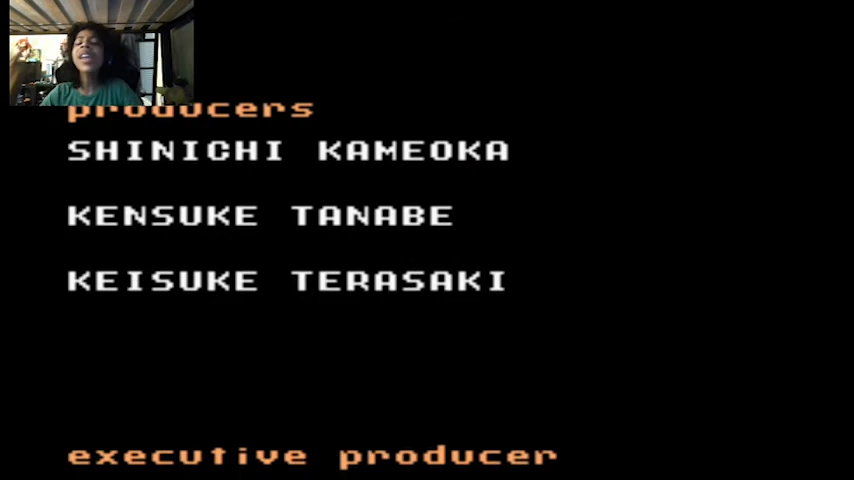 producers
SHINICHI KAMEOKA
KENSUKE TANABE
KEISUKE TERASAKI
executive producer